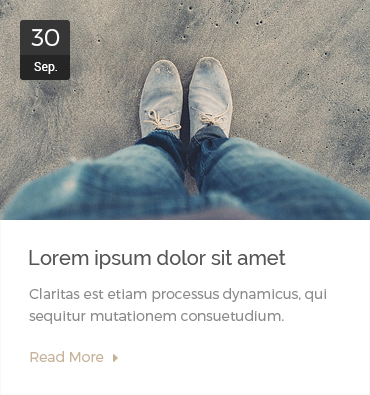 30
Sep.
Lorem ipsum dolor sit amet
Claritas est etiam processus dynamicus, qui
sequitur mutationem consuetudium.
Read More